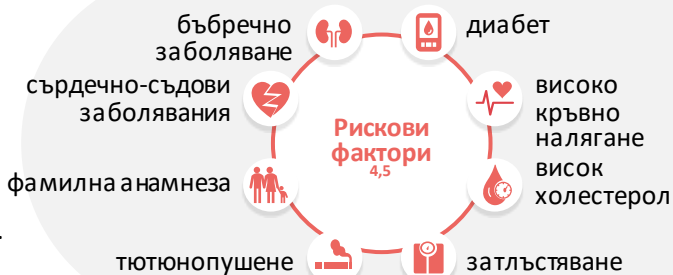 бъбречно
заболяване
диабет
сърдечно-съдови
заболявания
високо
кръвно
налягане
Рискови
фактори
4,5
фамилна анамнеза
висок
холестерол
тютюнопушене
затлъстяване